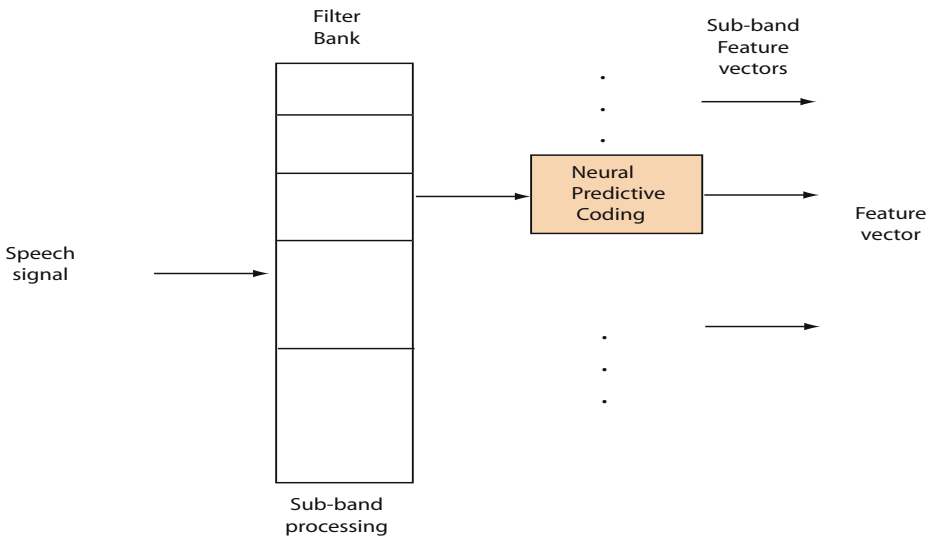 Filter
Bank
Sub-band
Feature
vectors
Neural
Predictive
Coding
Feature
vector
Speech
signal
Sub-band
processing